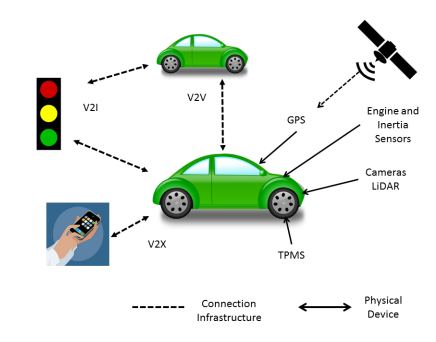 V2I
V2V
GPS
Engine and
Inertia
Sensors
Cameras
LiDAR
V2X
TPMS
Connection
Infrastructure
Physical
Device